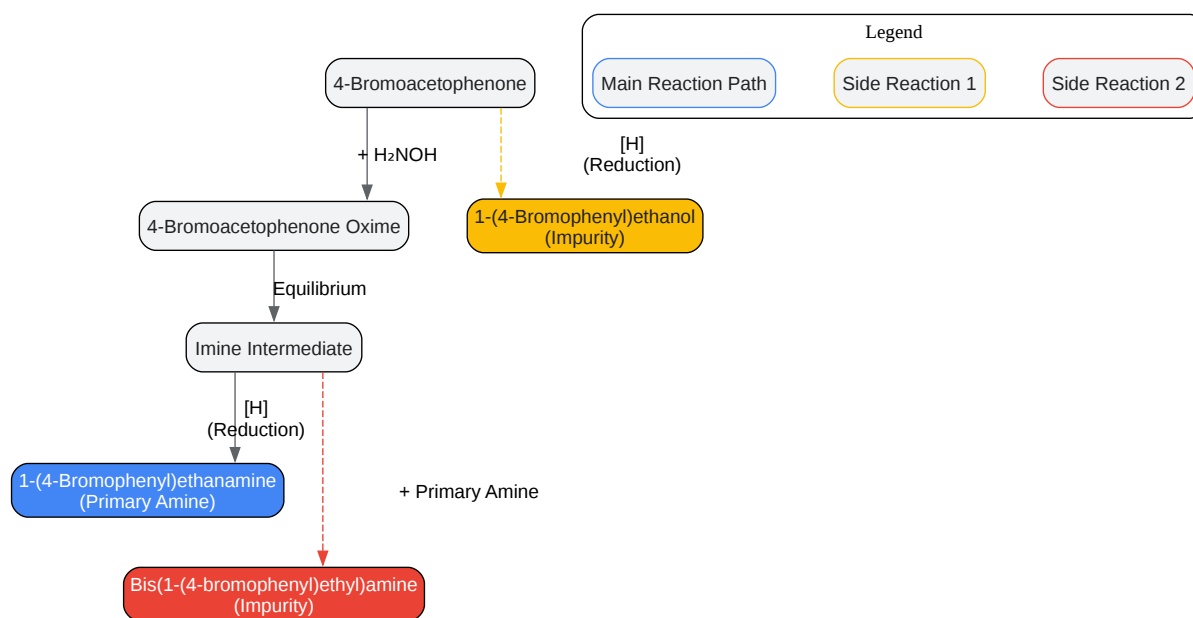 Legend
Main Reaction Path
Side Reaction 1
Side Reaction 2
4-Bromoacetophenone
+ H₂NOH
[H]
(Reduction)
4-Bromoacetophenone Oxime
1-(4-Bromophenyl)ethanol
(Impurity)
Equilibrium
Imine Intermediate
[H]
(Reduction)
1-(4-Bromophenyl)ethanamine
(Primary Amine)
+ Primary Amine
Bis(1-(4-bromophenyl)ethyl)amine
(Impurity)